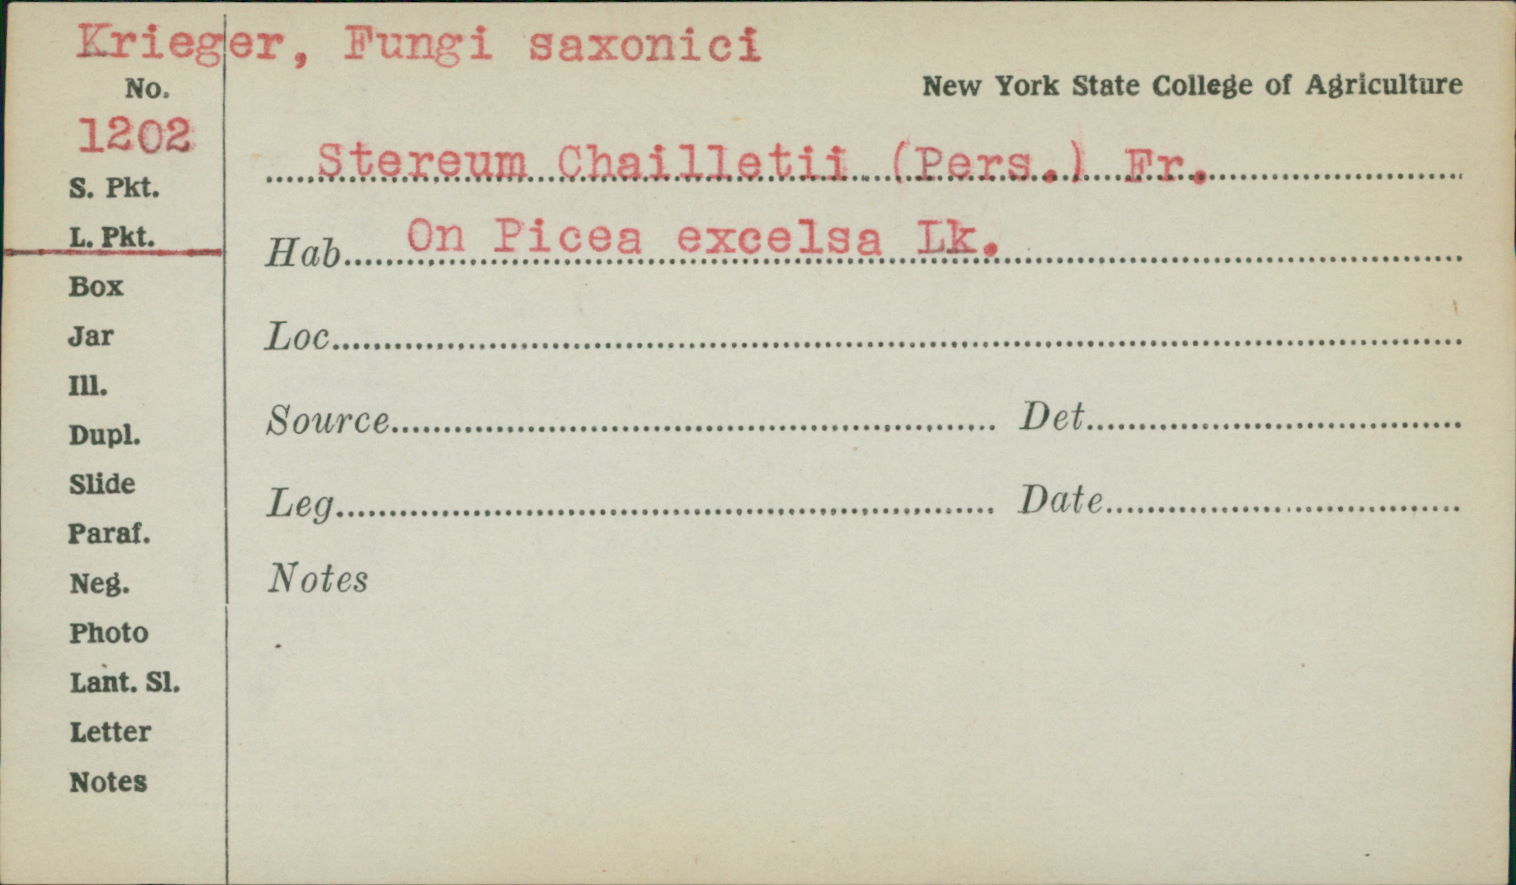 Krieger, Fungi saxonici
No.
New York State College of Agriculture
1202
Stereum Chailletii (Pers.) Fr.
S. Pkt.
L. Pkt.
Hab. On Picea excelsa Lk.
Box
Jar
Loc.
Ill.
Dupl.
Source Det.
Slide
Leg. Date
Paraf.
Neg.
Notes
Photo
Lant. Sl.
Letter
Notes